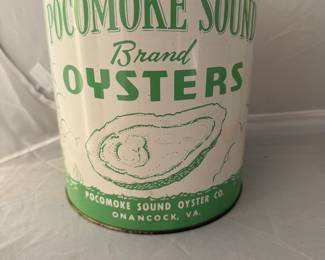 POCOMOKE SOUND
Brand
OYSTERS
POCOMOKE SOUND OYSTER CO.
ONANCOCK, VA.